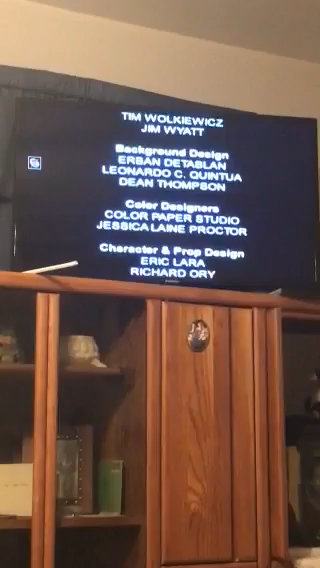 TIM WOLKIEWICZ
JIM WYATT
Background Design
ERBAN DETABLAN
LEONARDO C. QUINTUA
DEAN THOMPSON
Color Designers
COLOR PAPER STUDIO
JESSICA LAINE PROCTOR
Character & Prop Design
ERIC LARA
RICHARD ORY